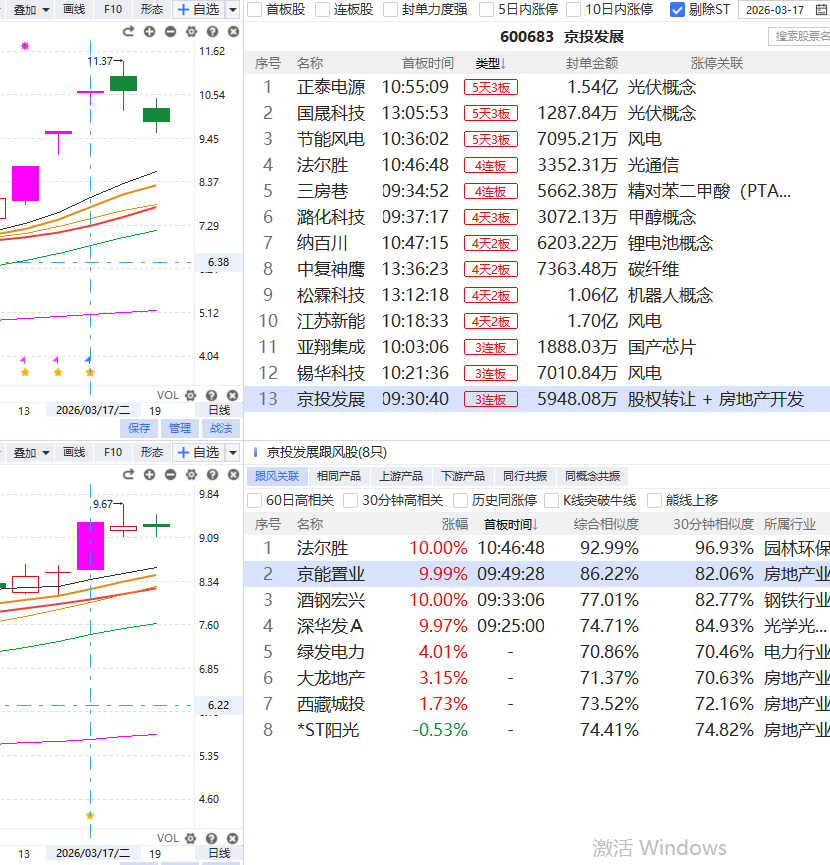 叠加 画线 F10 形态 自选
11.62
11.37
10.54
9.45
8.37
7.29
6.38
5.12
4.04
VOL
13 2026/03/17/二 19 日线
保存 管理 战法
首板股 连板股 封单力度强 5日内涨停 10日内涨停 剔除ST 2026-03-17
600683 京投发展 搜索股票名
序号 名称 首板时间 类型↓ 封单金额 涨停关联
1 正泰电源 10:55:09 5天3板 1.54亿 光伏概念
2 国晟科技 13:05:53 5天3板 1287.84万 光伏概念
3 节能风电 10:36:02 5天3板 7095.21万 风电
4 法尔胜 10:46:48 4连板 3352.31万 光通信
5 三房巷 09:34:52 4连板 5662.38万 精对苯二甲酸（PTA...
6 潞化科技 09:37:17 4天3板 3072.13万 甲醇概念
7 纳百川 10:47:15 4天2板 6203.22万 锂电池概念
8 中复神鹰 13:36:23 4天2板 7363.48万 碳纤维
9 松霖科技 13:12:18 4天2板 1.06亿 机器人概念
10 江苏新能 10:18:33 4天2板 1.70亿 风电
11 亚翔集成 10:03:06 3连板 1888.03万 国产芯片
12 锡华科技 10:21:36 3连板 7010.84万 风电
13 京投发展 09:30:40 3连板 5948.08万 股权转让 + 房地产开发
叠加 画线 F10 形态 自选
9.84
9.67
9.09
8.34
7.60
6.85
6.22
5.35
4.60
VOL
13 2026/03/17/二 19 日线
京投发展跟风股(8只)
跟风关联 相同产品 上游产品 下游产品 同行共振 同概念共振
60日高相关 30分钟高相关 历史同涨停 K线突破牛线 熊线上移
序号 名称 涨幅 首板时间↓ 综合相似度 30分钟相似度 所属行业
1 法尔胜 10.00% 10:46:48 92.99% 96.93% 园林环保
2 京能置业 9.99% 09:49:28 86.22% 82.06% 房地产业
3 酒钢宏兴 10.00% 09:33:06 77.01% 82.77% 钢铁行业
4 深华发A 9.97% 09:25:00 74.71% 84.93% 光学光...
5 绿发电力 4.01% - 70.86% 70.46% 电力行业
6 大龙地产 3.15% - 71.37% 70.63% 房地产业
7 西藏城投 1.73% - 73.52% 72.16% 房地产业
8 *ST阳光 -0.53% - 74.41% 74.82% 房地产业
激活 Windows